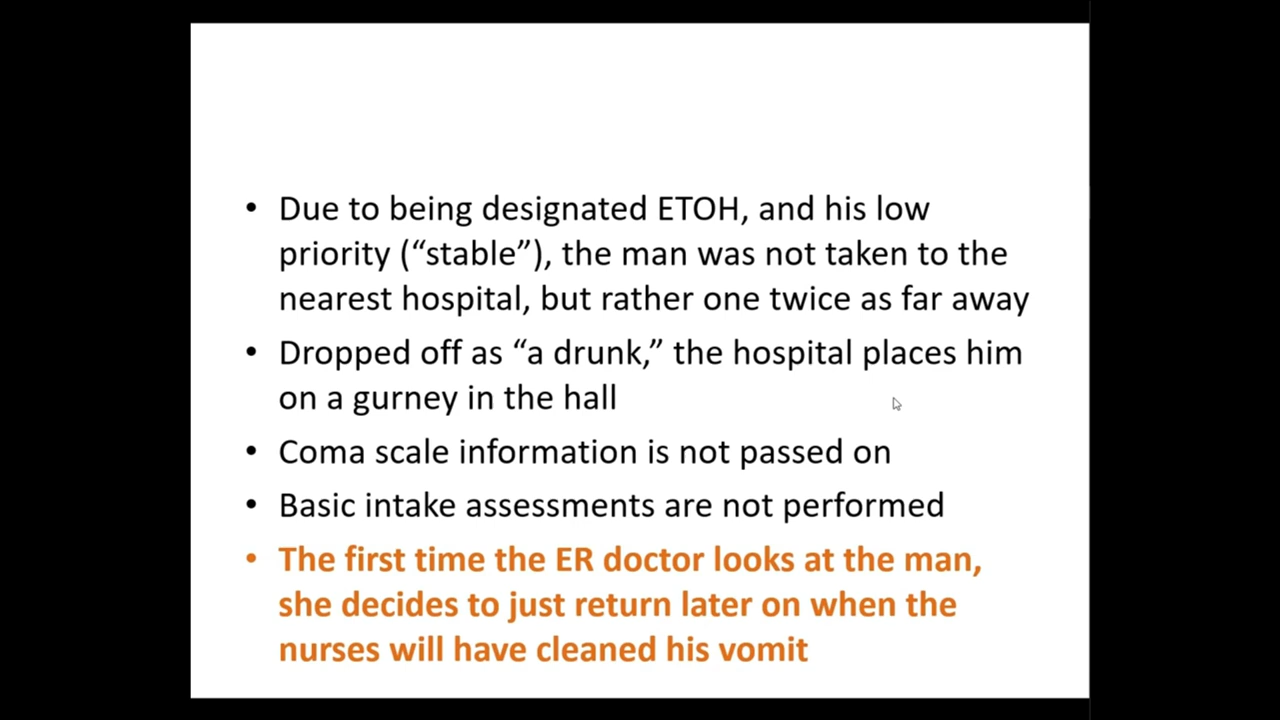 • Due to being designated ETOH, and his low
priority (“stable”), the man was not taken to the
nearest hospital, but rather one twice as far away
• Dropped off as “a drunk,” the hospital places him
on a gurney in the hall
• Coma scale information is not passed on
• Basic intake assessments are not performed
• The first time the ER doctor looks at the man,
she decides to just return later on when the
nurses will have cleaned his vomit